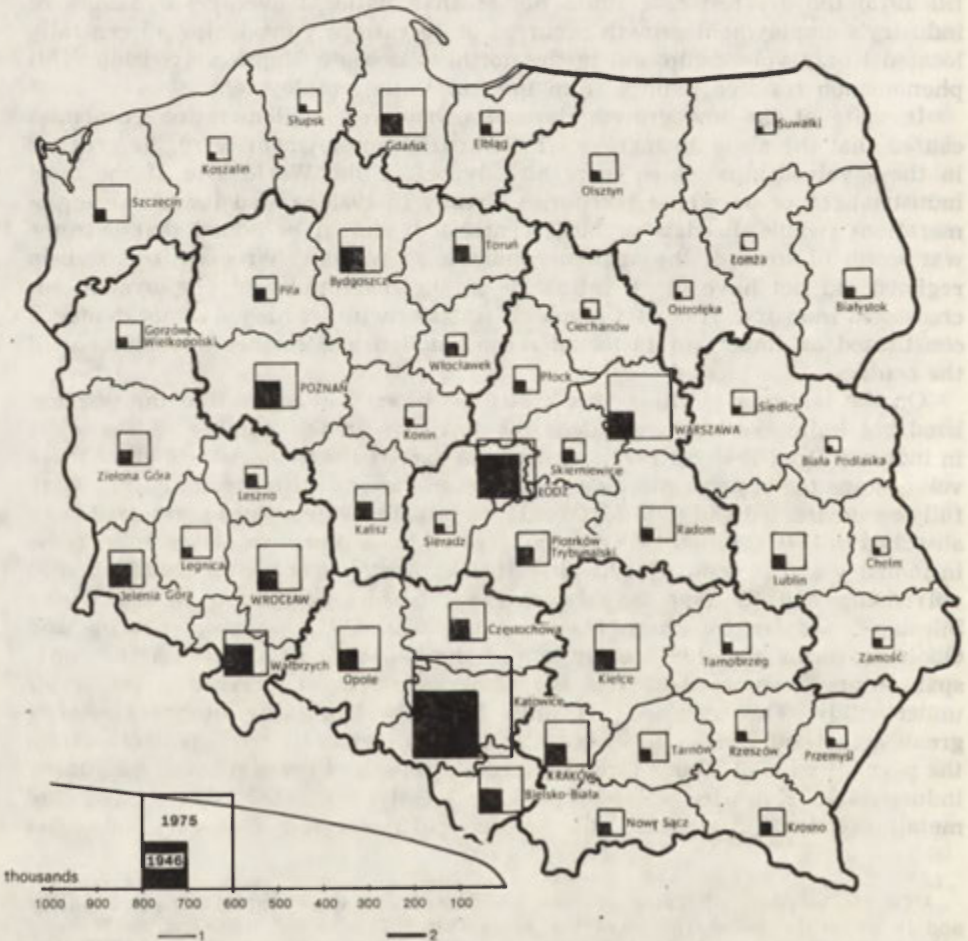 Słupsk
Gdańsk
Elbląg
Suwałki
Koszalin
Olsztyn
Szczecin
Toruń
Łomża
Bydgoszcz
Piła
Ostrołęka
Białystok
Ciechanów
Gorzów
Wielkopolski
Włocławek
POZNAŃ
Płock
Siedlce
Konin
WARSZAWA
Biała Podlaska
Zielona Góra
Skierniewice
Leszno
ŁÓDŹ
Kalisz
Sieradz
Piotrków
Trybunalski
Radom
Legnica
Lublin
Chełm
Jelenia Góra
WROCŁAW
Częstochowa
Wałbrzych
Opole
Kielce
Tarnobrzeg
Zamość
Katowice
KRAKÓW
Tarnów
Rzeszów
Przemyśl
Bielsko-Biała
Nowy Sącz
Krosno
1975
1946
thousands
1000 900 800 700 600 500 400 300 200 100
1 2